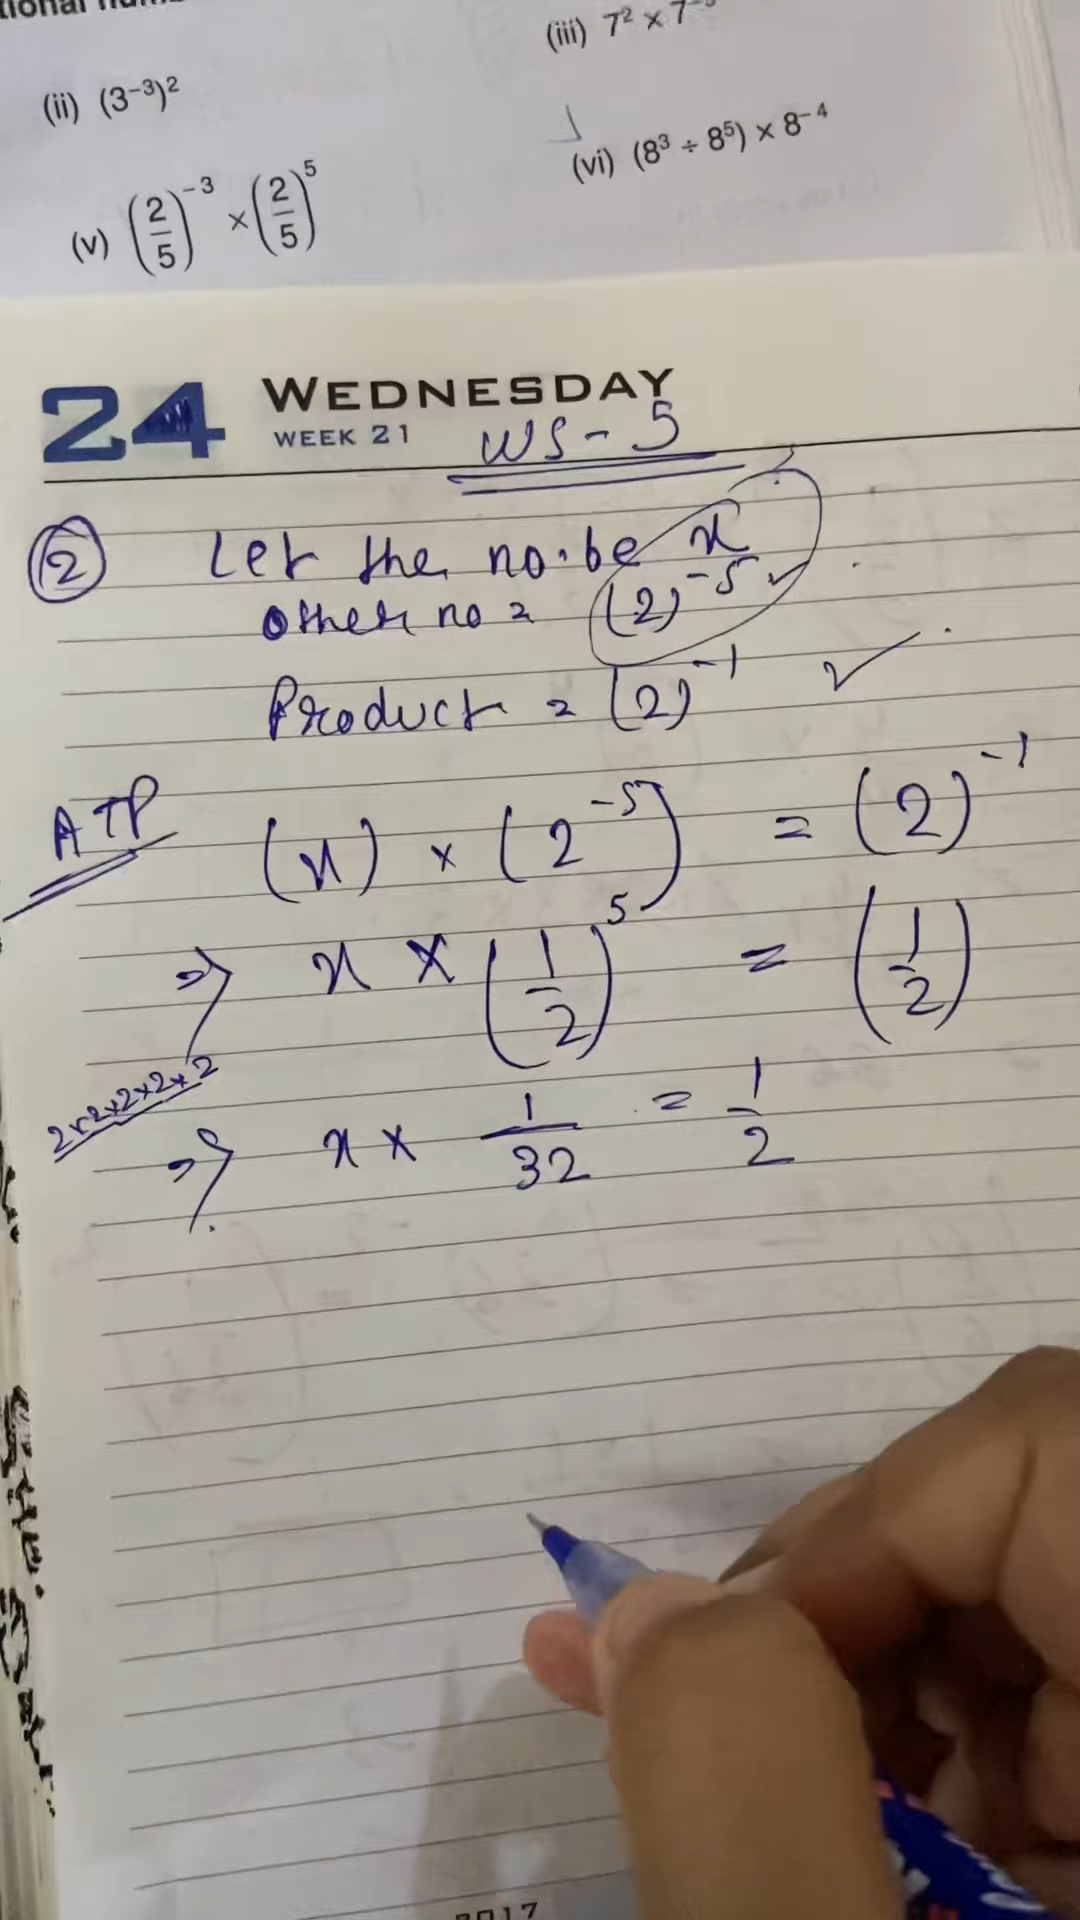 (iii) 7² × 7
(ii) (3⁻³)²
(vi) (8³ ÷ 8⁵) × 8⁻⁴
(v) (2/5)⁻³ × (2/5)⁵
24 WEDNESDAY
WEEK 21
WS - 5
(2) Let the no. be x
other no = (2)⁻⁵
Product = (2)⁻¹
ATP (x) × (2⁻⁵) = (2)⁻¹
⇒ x × (1/2)⁵ = (1/2)
2×2×2×2×2
⇒ x × 1/32 = 1/2
2017